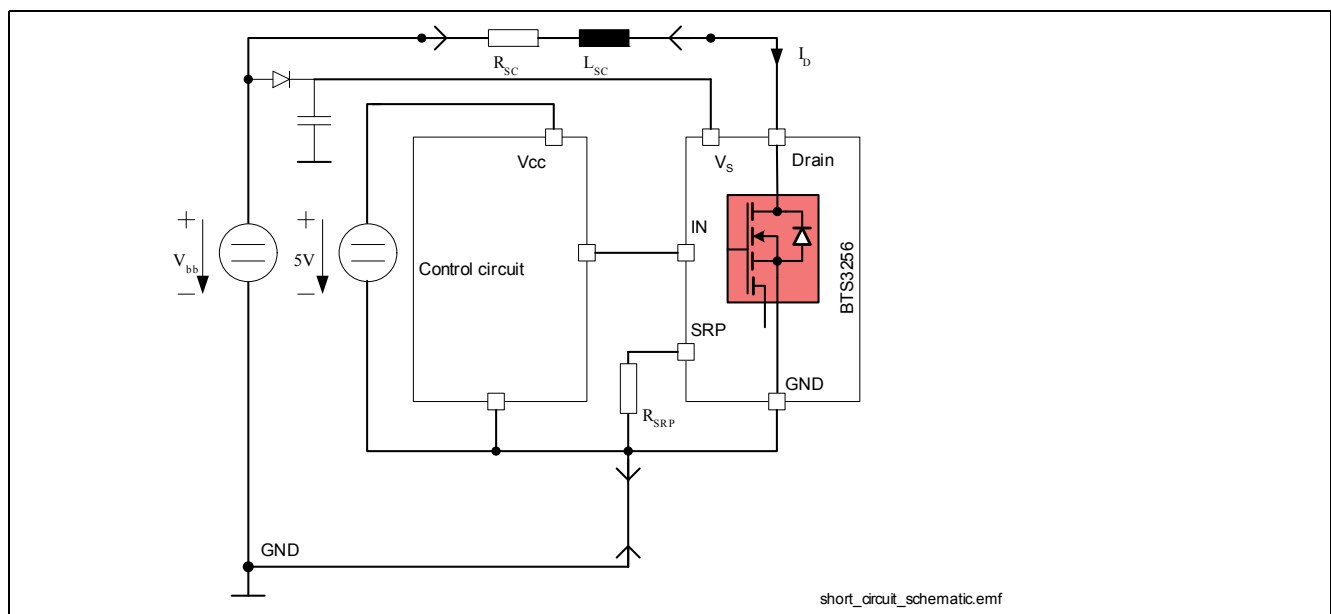 R_SC
L_SC
I_D
Vcc
V_S
Drain
+
V_bb
–
+
5V
–
Control circuit
IN
BTS3256
SRP
R_SRP
GND
GND
short_circuit_schematic.emf